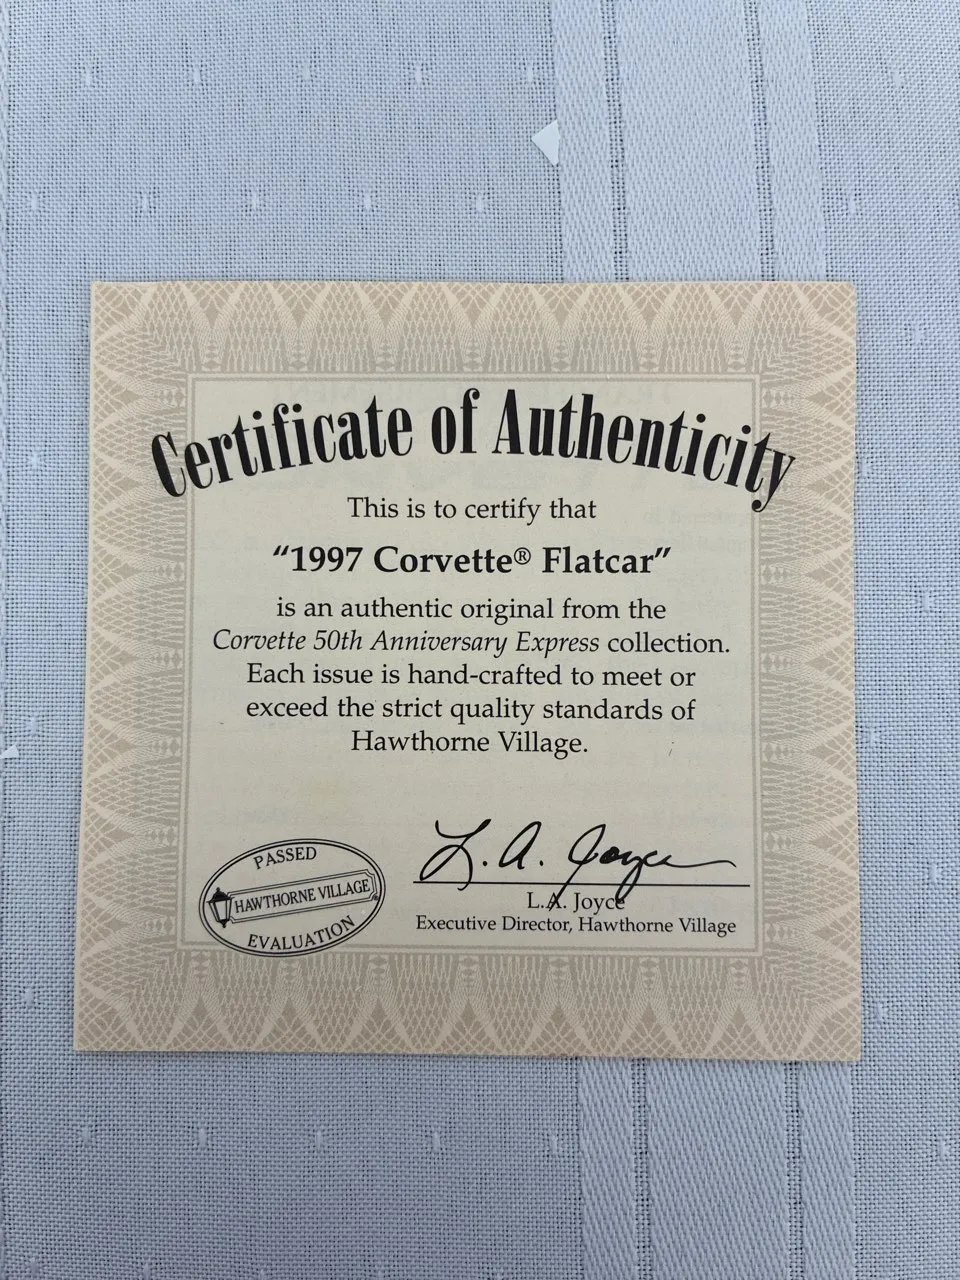 Certificate of Authenticity
This is to certify that
“1997 Corvette® Flatcar”
is an authentic original from the
Corvette 50th Anniversary Express collection.
Each issue is hand-crafted to meet or
exceed the strict quality standards of
Hawthorne Village.
PASSED
HAWTHORNE VILLAGE
EVALUATION
L. A. Joyce
L.A. Joyce
Executive Director, Hawthorne Village